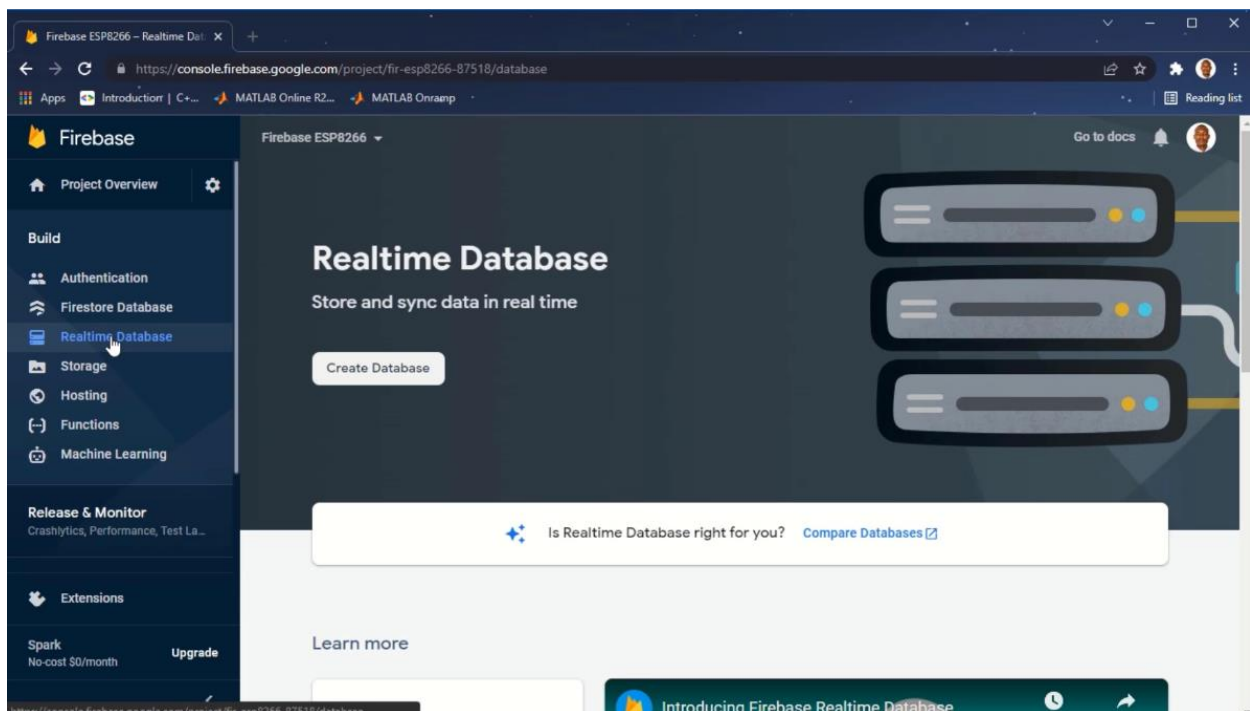 Firebase ESP8266 – Realtime Dat
https://console.firebase.google.com/project/fir-esp8266-87518/database
Apps Introduction | C+... MATLAB Online R2... MATLAB Onramp Reading list
Firebase
Firebase ESP8266
Go to docs
Project Overview
Build
Authentication
Firestore Database
Realtime Database
Storage
Hosting
Functions
Machine Learning
Release & Monitor
Crashlytics, Performance, Test La...
Extensions
Spark
No-cost $0/month
Upgrade
Realtime Database
Store and sync data in real time
Create Database
Is Realtime Database right for you? Compare Databases
Learn more
Introducing Firebase Realtime Database